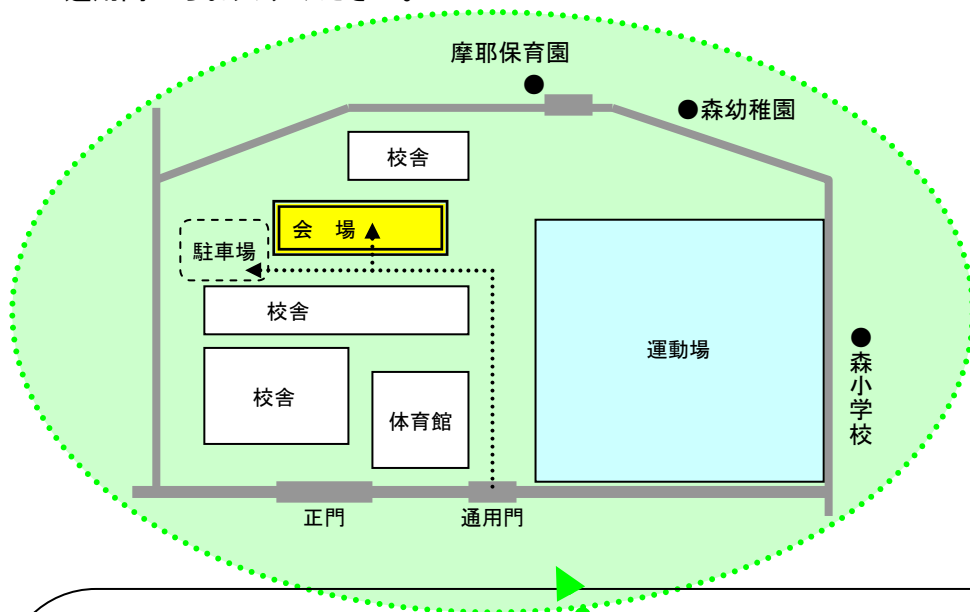 摩耶保育園
●森幼稚園
校舎
会　場
駐車場
校舎
運動場
森小学校
校舎
体育館
正門
通用門